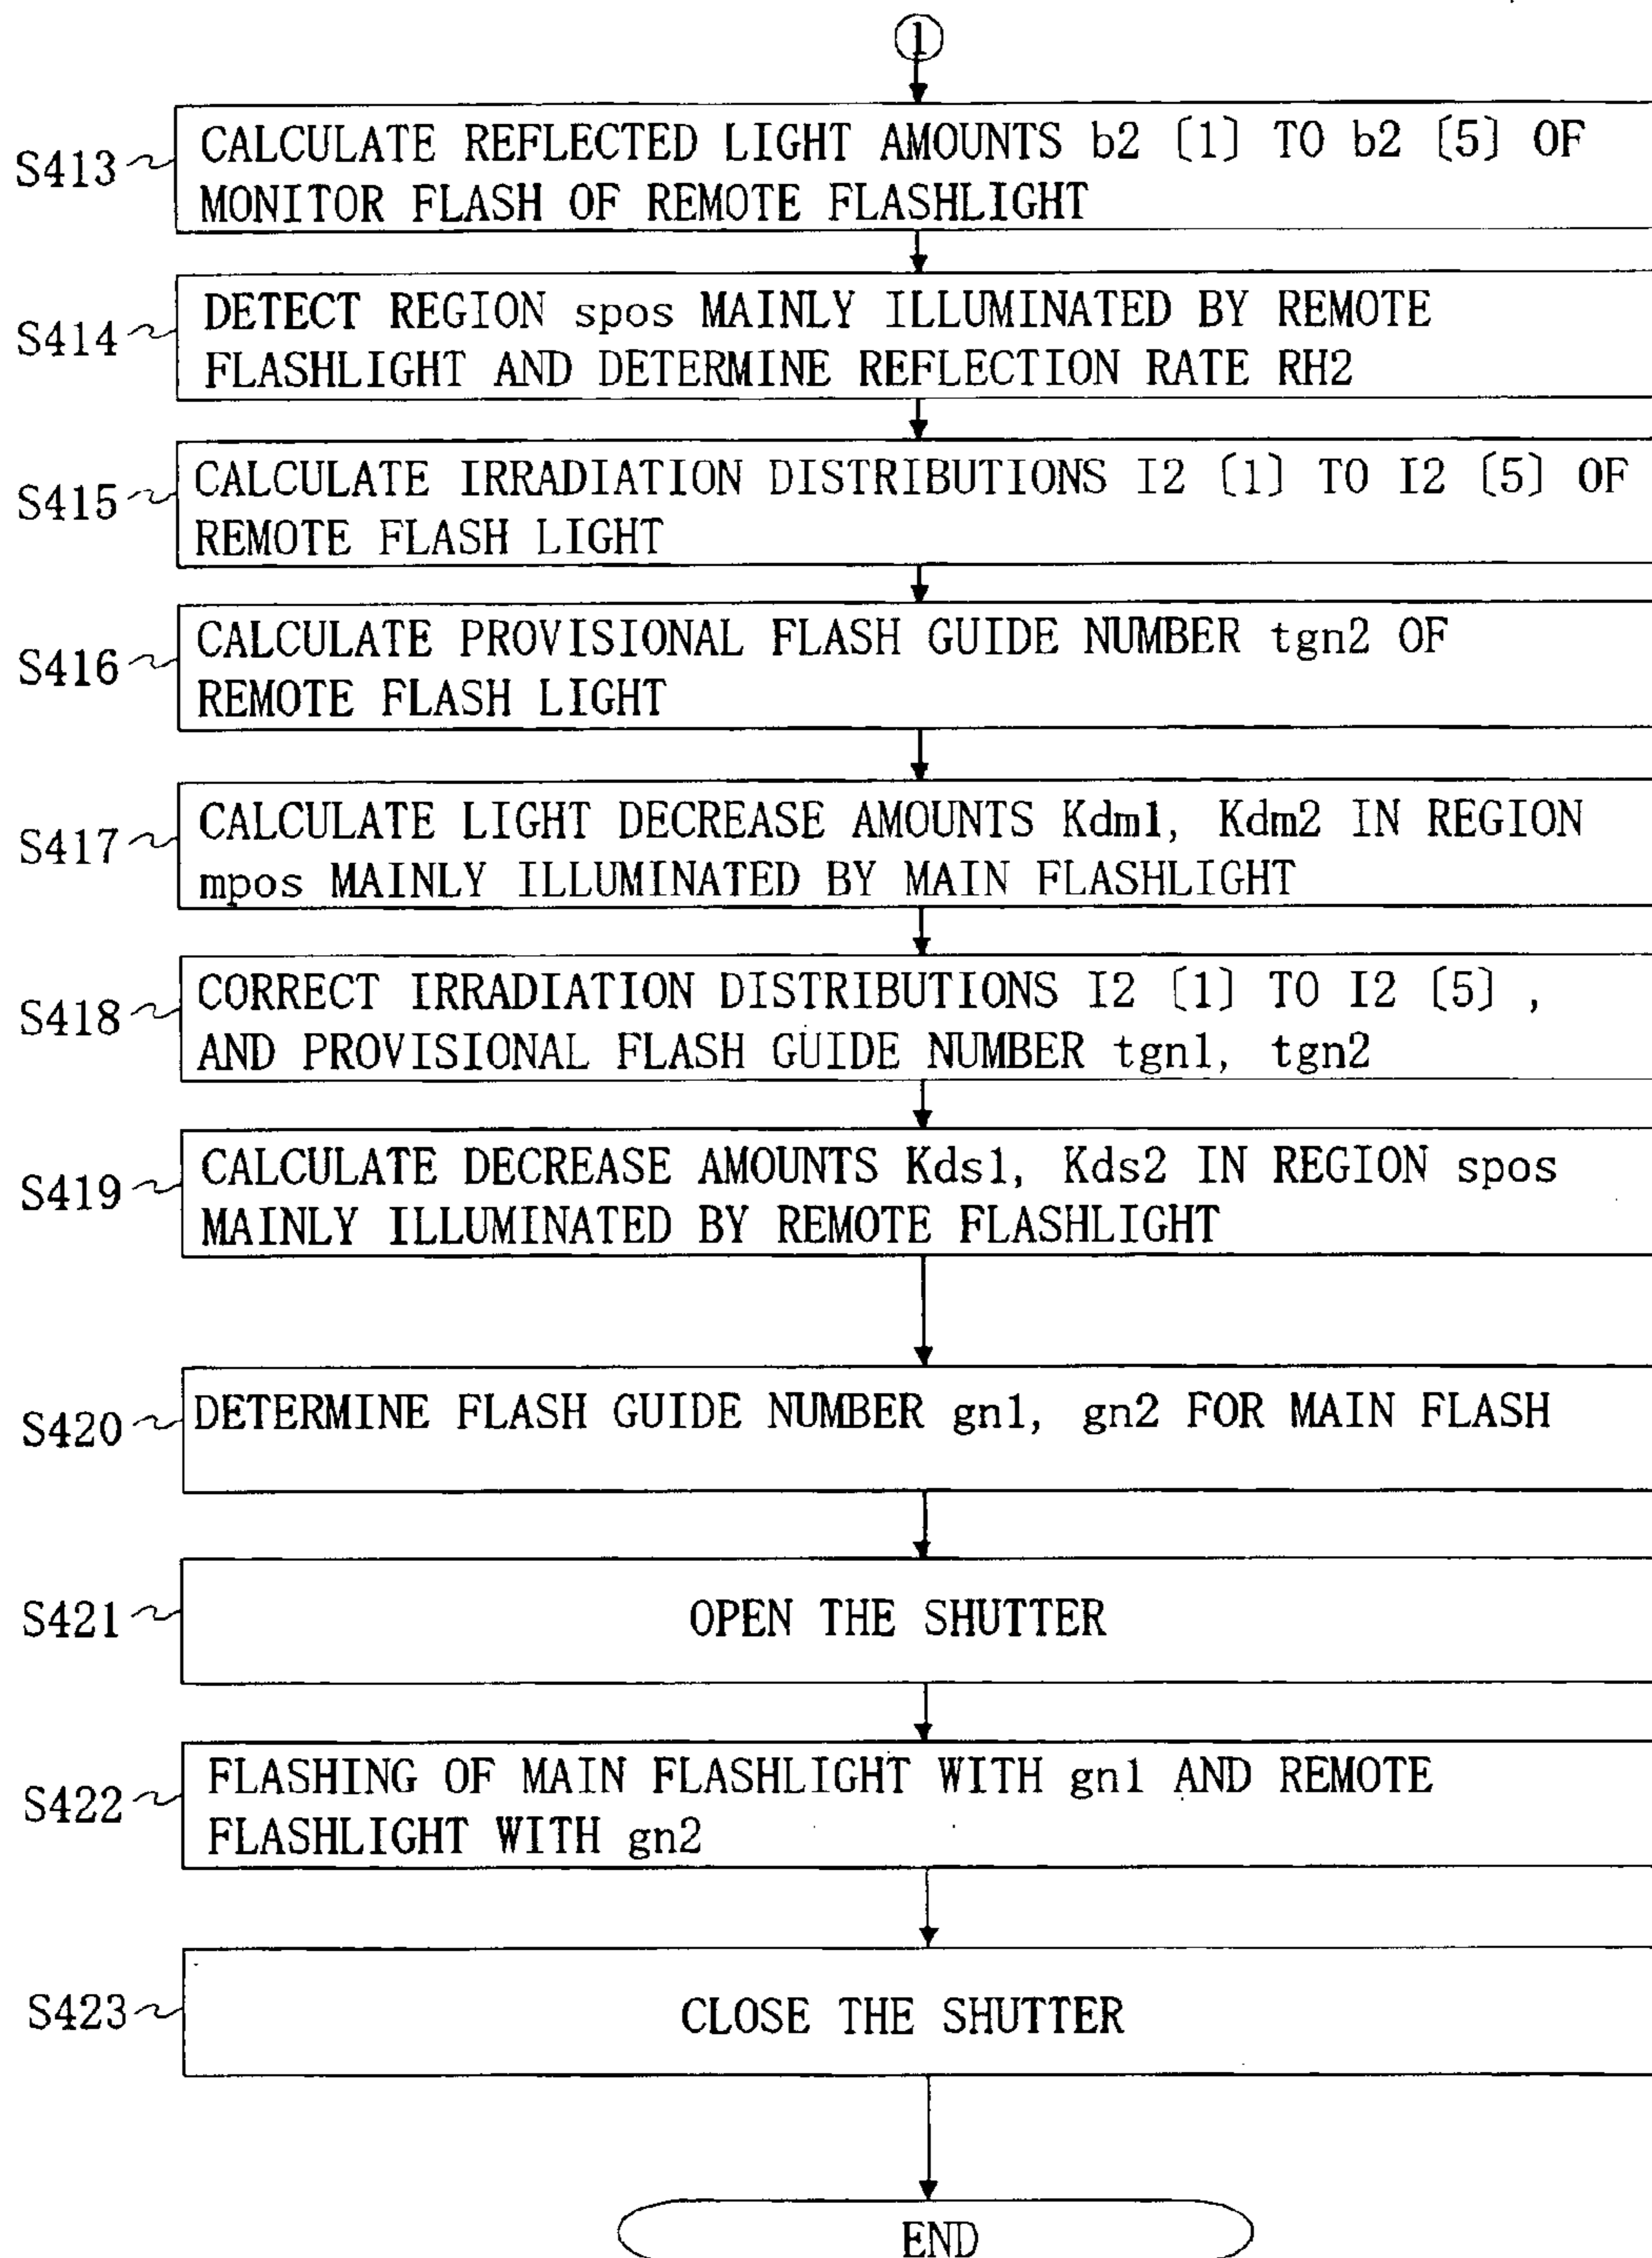 ①
S413
CALCULATE REFLECTED LIGHT AMOUNTS b2 [1] TO b2 [5] OF
MONITOR FLASH OF REMOTE FLASHLIGHT
S414
DETECT REGION spos MAINLY ILLUMINATED BY REMOTE
FLASHLIGHT AND DETERMINE REFLECTION RATE RH2
S415
CALCULATE IRRADIATION DISTRIBUTIONS I2 [1] TO I2 [5] OF
REMOTE FLASH LIGHT
S416
CALCULATE PROVISIONAL FLASH GUIDE NUMBER tgn2 OF
REMOTE FLASH LIGHT
S417
CALCULATE LIGHT DECREASE AMOUNTS Kdm1, Kdm2 IN REGION
mpos MAINLY ILLUMINATED BY MAIN FLASHLIGHT
S418
CORRECT IRRADIATION DISTRIBUTIONS I2 [1] TO I2 [5] ,
AND PROVISIONAL FLASH GUIDE NUMBER tgn1, tgn2
S419
CALCULATE DECREASE AMOUNTS Kds1, Kds2 IN REGION spos
MAINLY ILLUMINATED BY REMOTE FLASHLIGHT
S420
DETERMINE FLASH GUIDE NUMBER gn1, gn2 FOR MAIN FLASH
S421
OPEN THE SHUTTER
S422
FLASHING OF MAIN FLASHLIGHT WITH gn1 AND REMOTE
FLASHLIGHT WITH gn2
S423
CLOSE THE SHUTTER
END